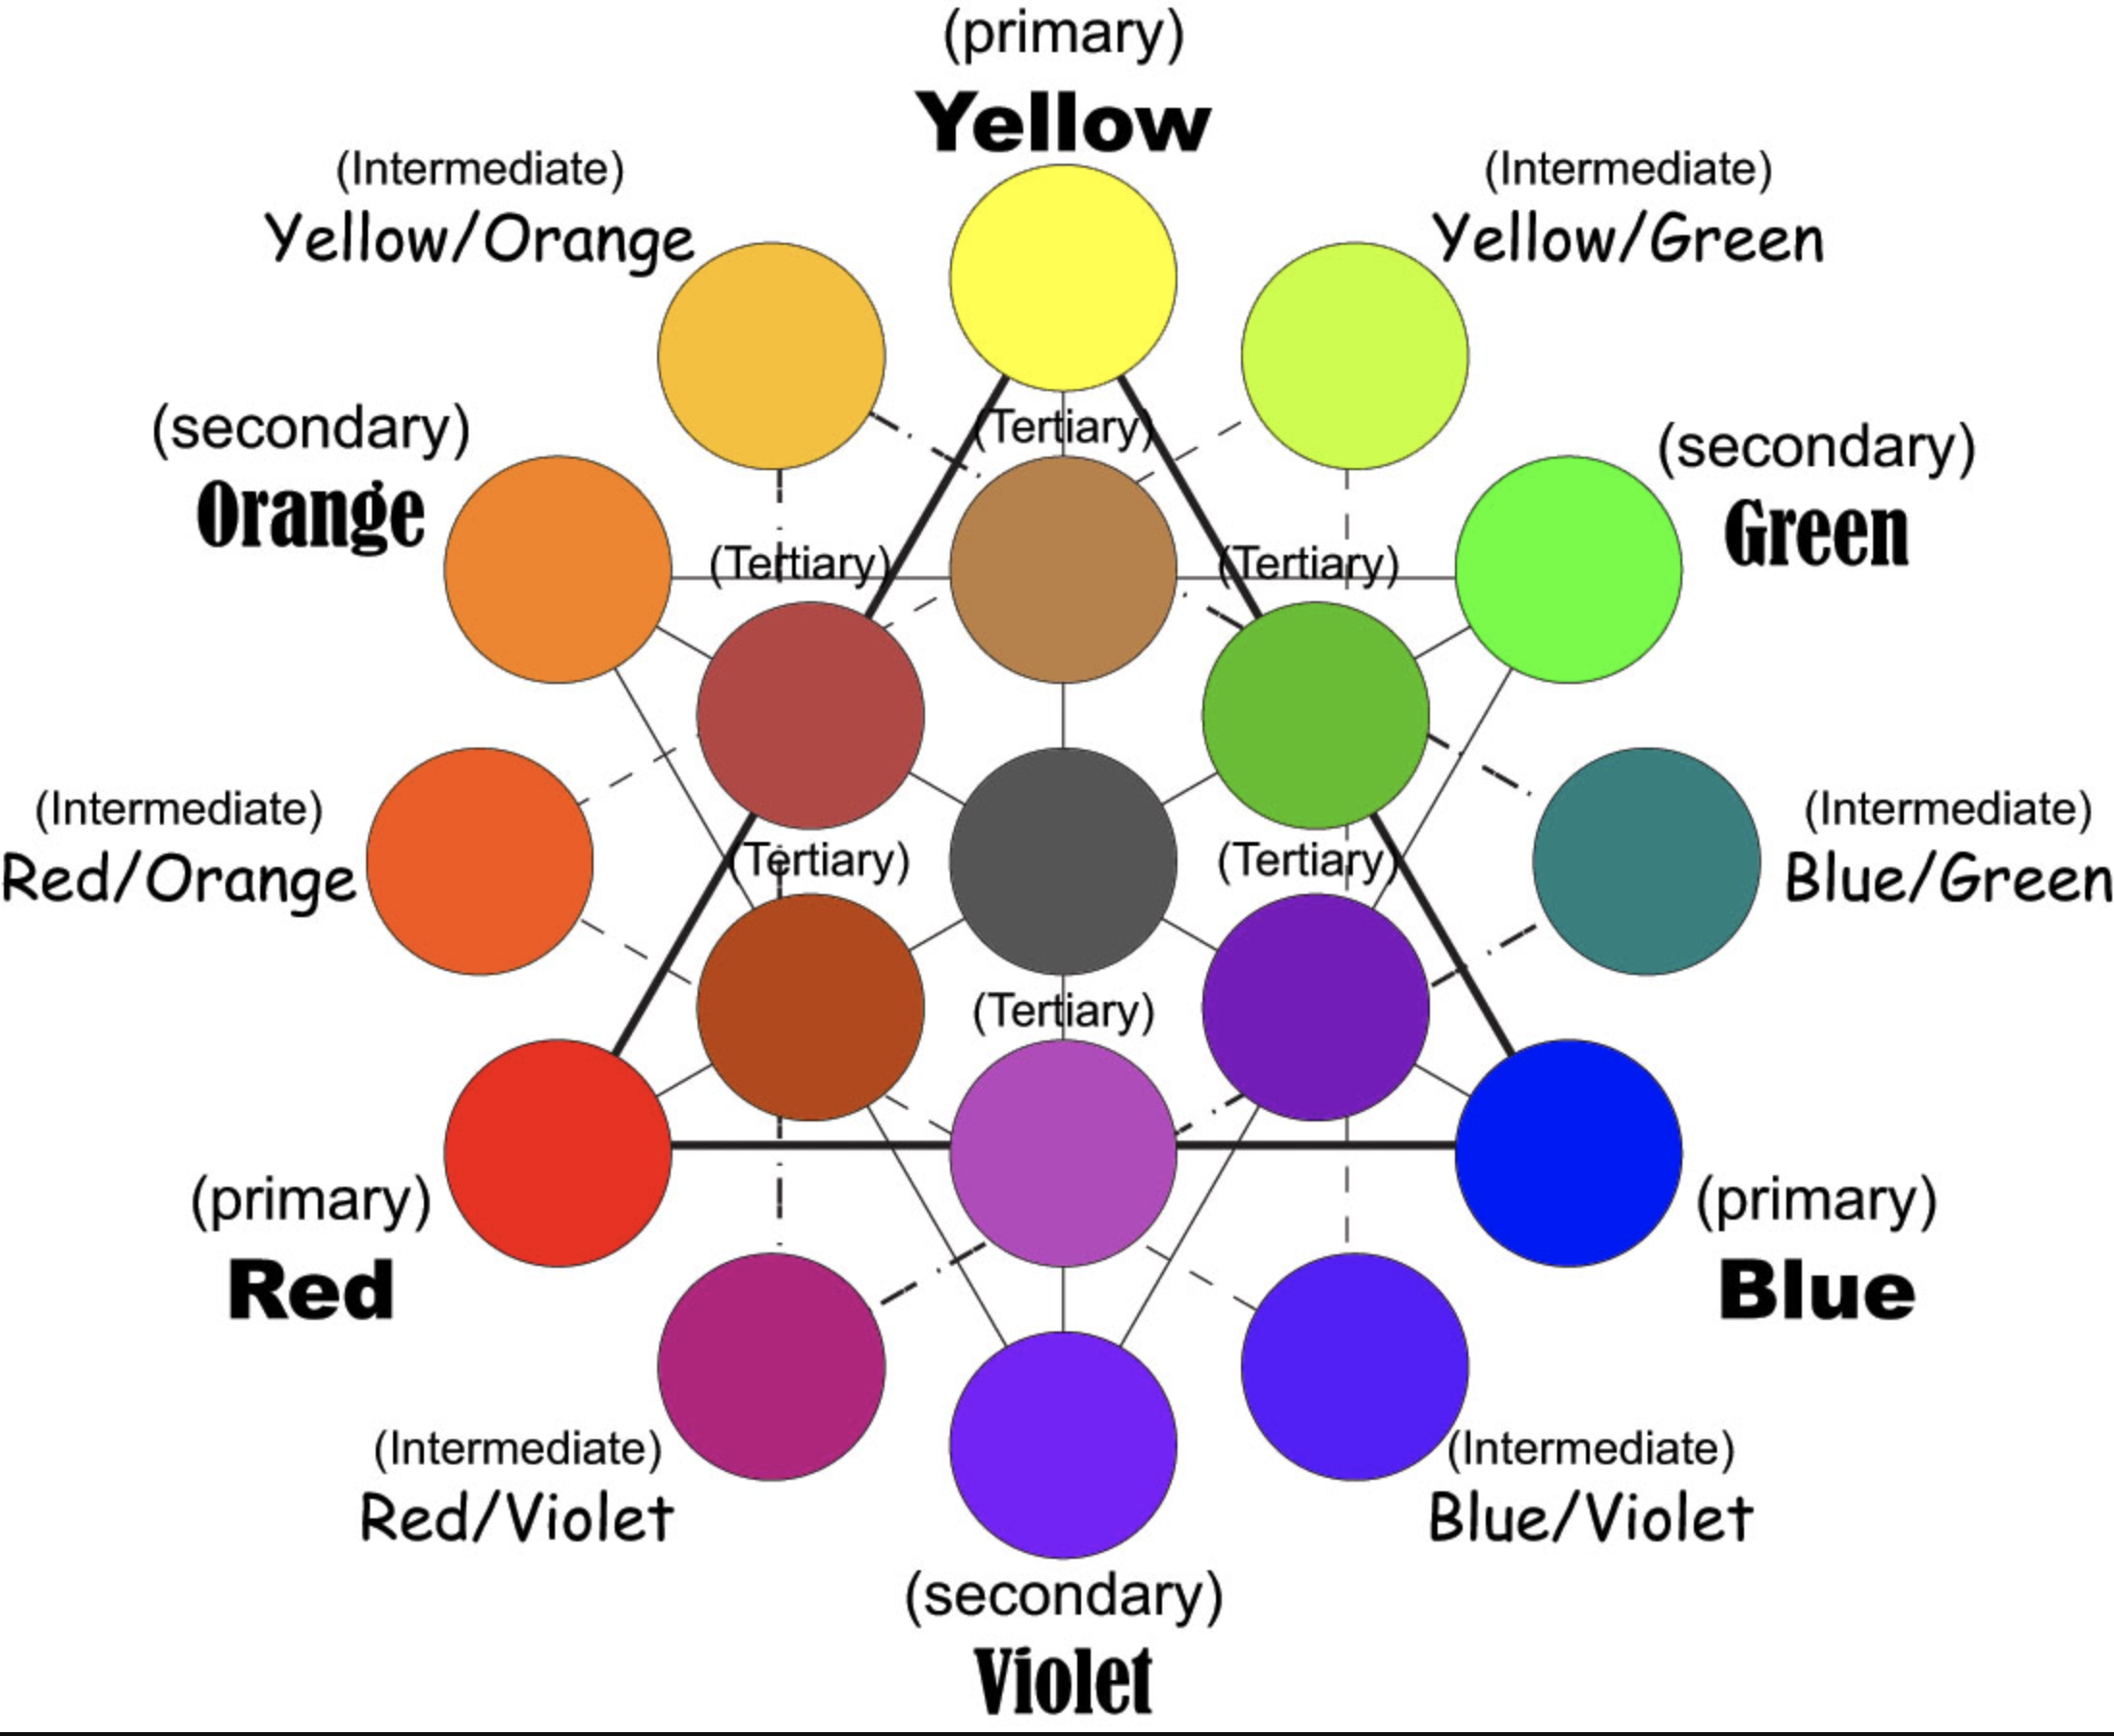 (primary)
Yellow
(Intermediate)
Yellow/Orange
(Intermediate)
Yellow/Green
(secondary)
Orange
(Tertiary)
(secondary)
Green
(Tertiary)
(Tertiary)
(Intermediate)
Red/Orange
(Tertiary)
(Tertiary)
(Intermediate)
Blue/Green
(Tertiary)
(primary)
Red
(primary)
Blue
(Intermediate)
Red/Violet
(Intermediate)
Blue/Violet
(secondary)
Violet